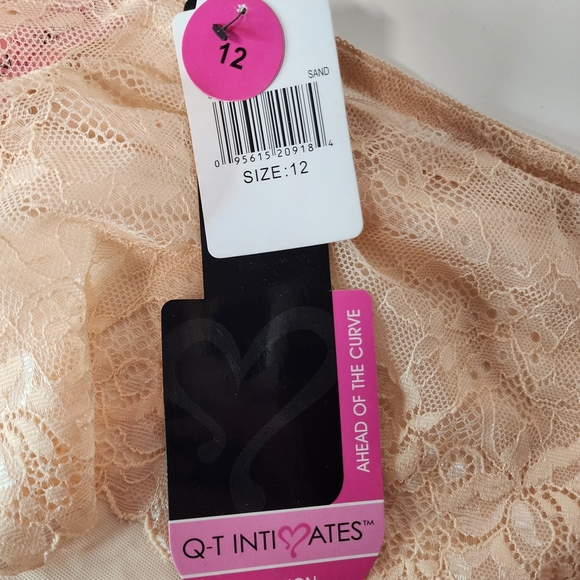 12
SAND
0 95615 20918 4
SIZE:12
AHEAD OF THE CURVE
Q-T INTIMATES™